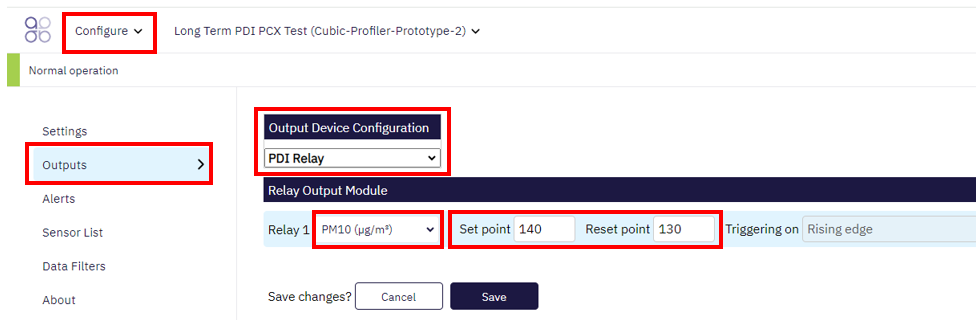 Configure Long Term PDI PCX Test (Cubic-Profiler-Prototype-2)
Normal operation
Settings
Outputs
Alerts
Sensor List
Data Filters
About
Output Device Configuration
PDI Relay
Relay Output Module
Relay 1 PM10 (µg/m³) Set point 140 Reset point 130 Triggering on Rising edge
Save changes? Cancel Save